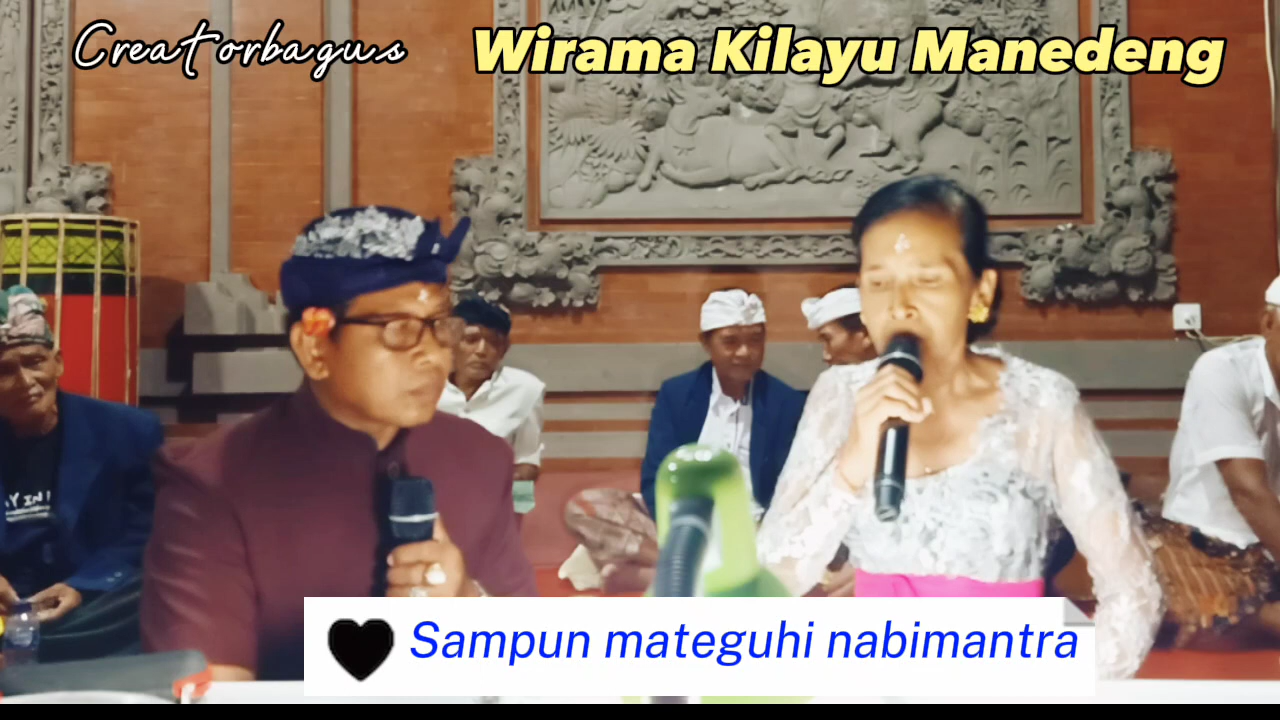 Creatorbagus
Wirama Kilayu Manedeng
Sampun mateguhi nabimantra